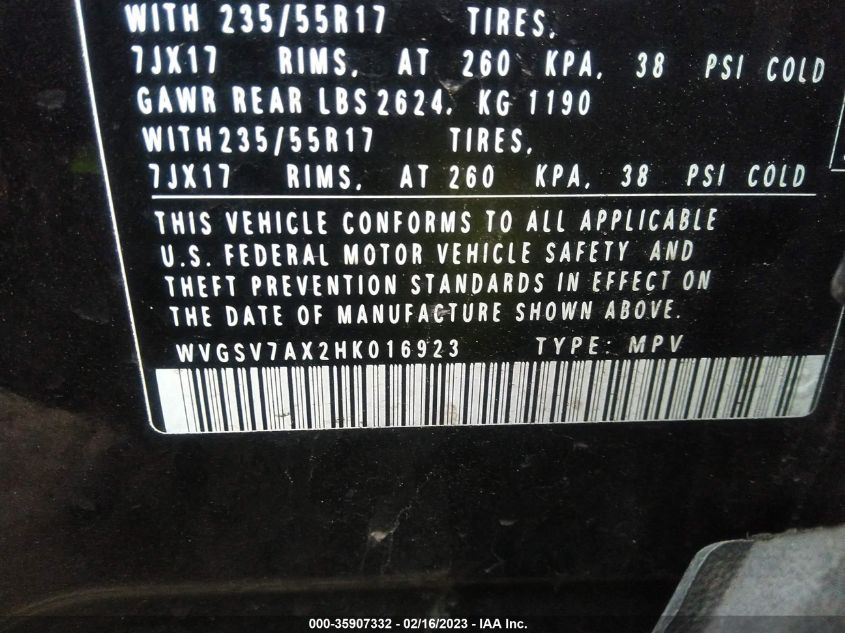 WITH 235/55R17 TIRES,
7JX17 RIMS, AT 260 KPA, 38 PSI COLD
GAWR REAR LBS 2624, KG 1190
WITH235/55R17 TIRES,
7JX17 RIMS, AT 260 KPA, 38 PSI COLD
THIS VEHICLE CONFORMS TO ALL APPLICABLE
U.S. FEDERAL MOTOR VEHICLE SAFETY AND
THEFT PREVENTION STANDARDS IN EFFECT ON
THE DATE OF MANUFACTURE SHOWN ABOVE.
WVGSV7AX2HK016923 TYPE: MPV
000-35907332 - 02/16/2023 - IAA Inc.